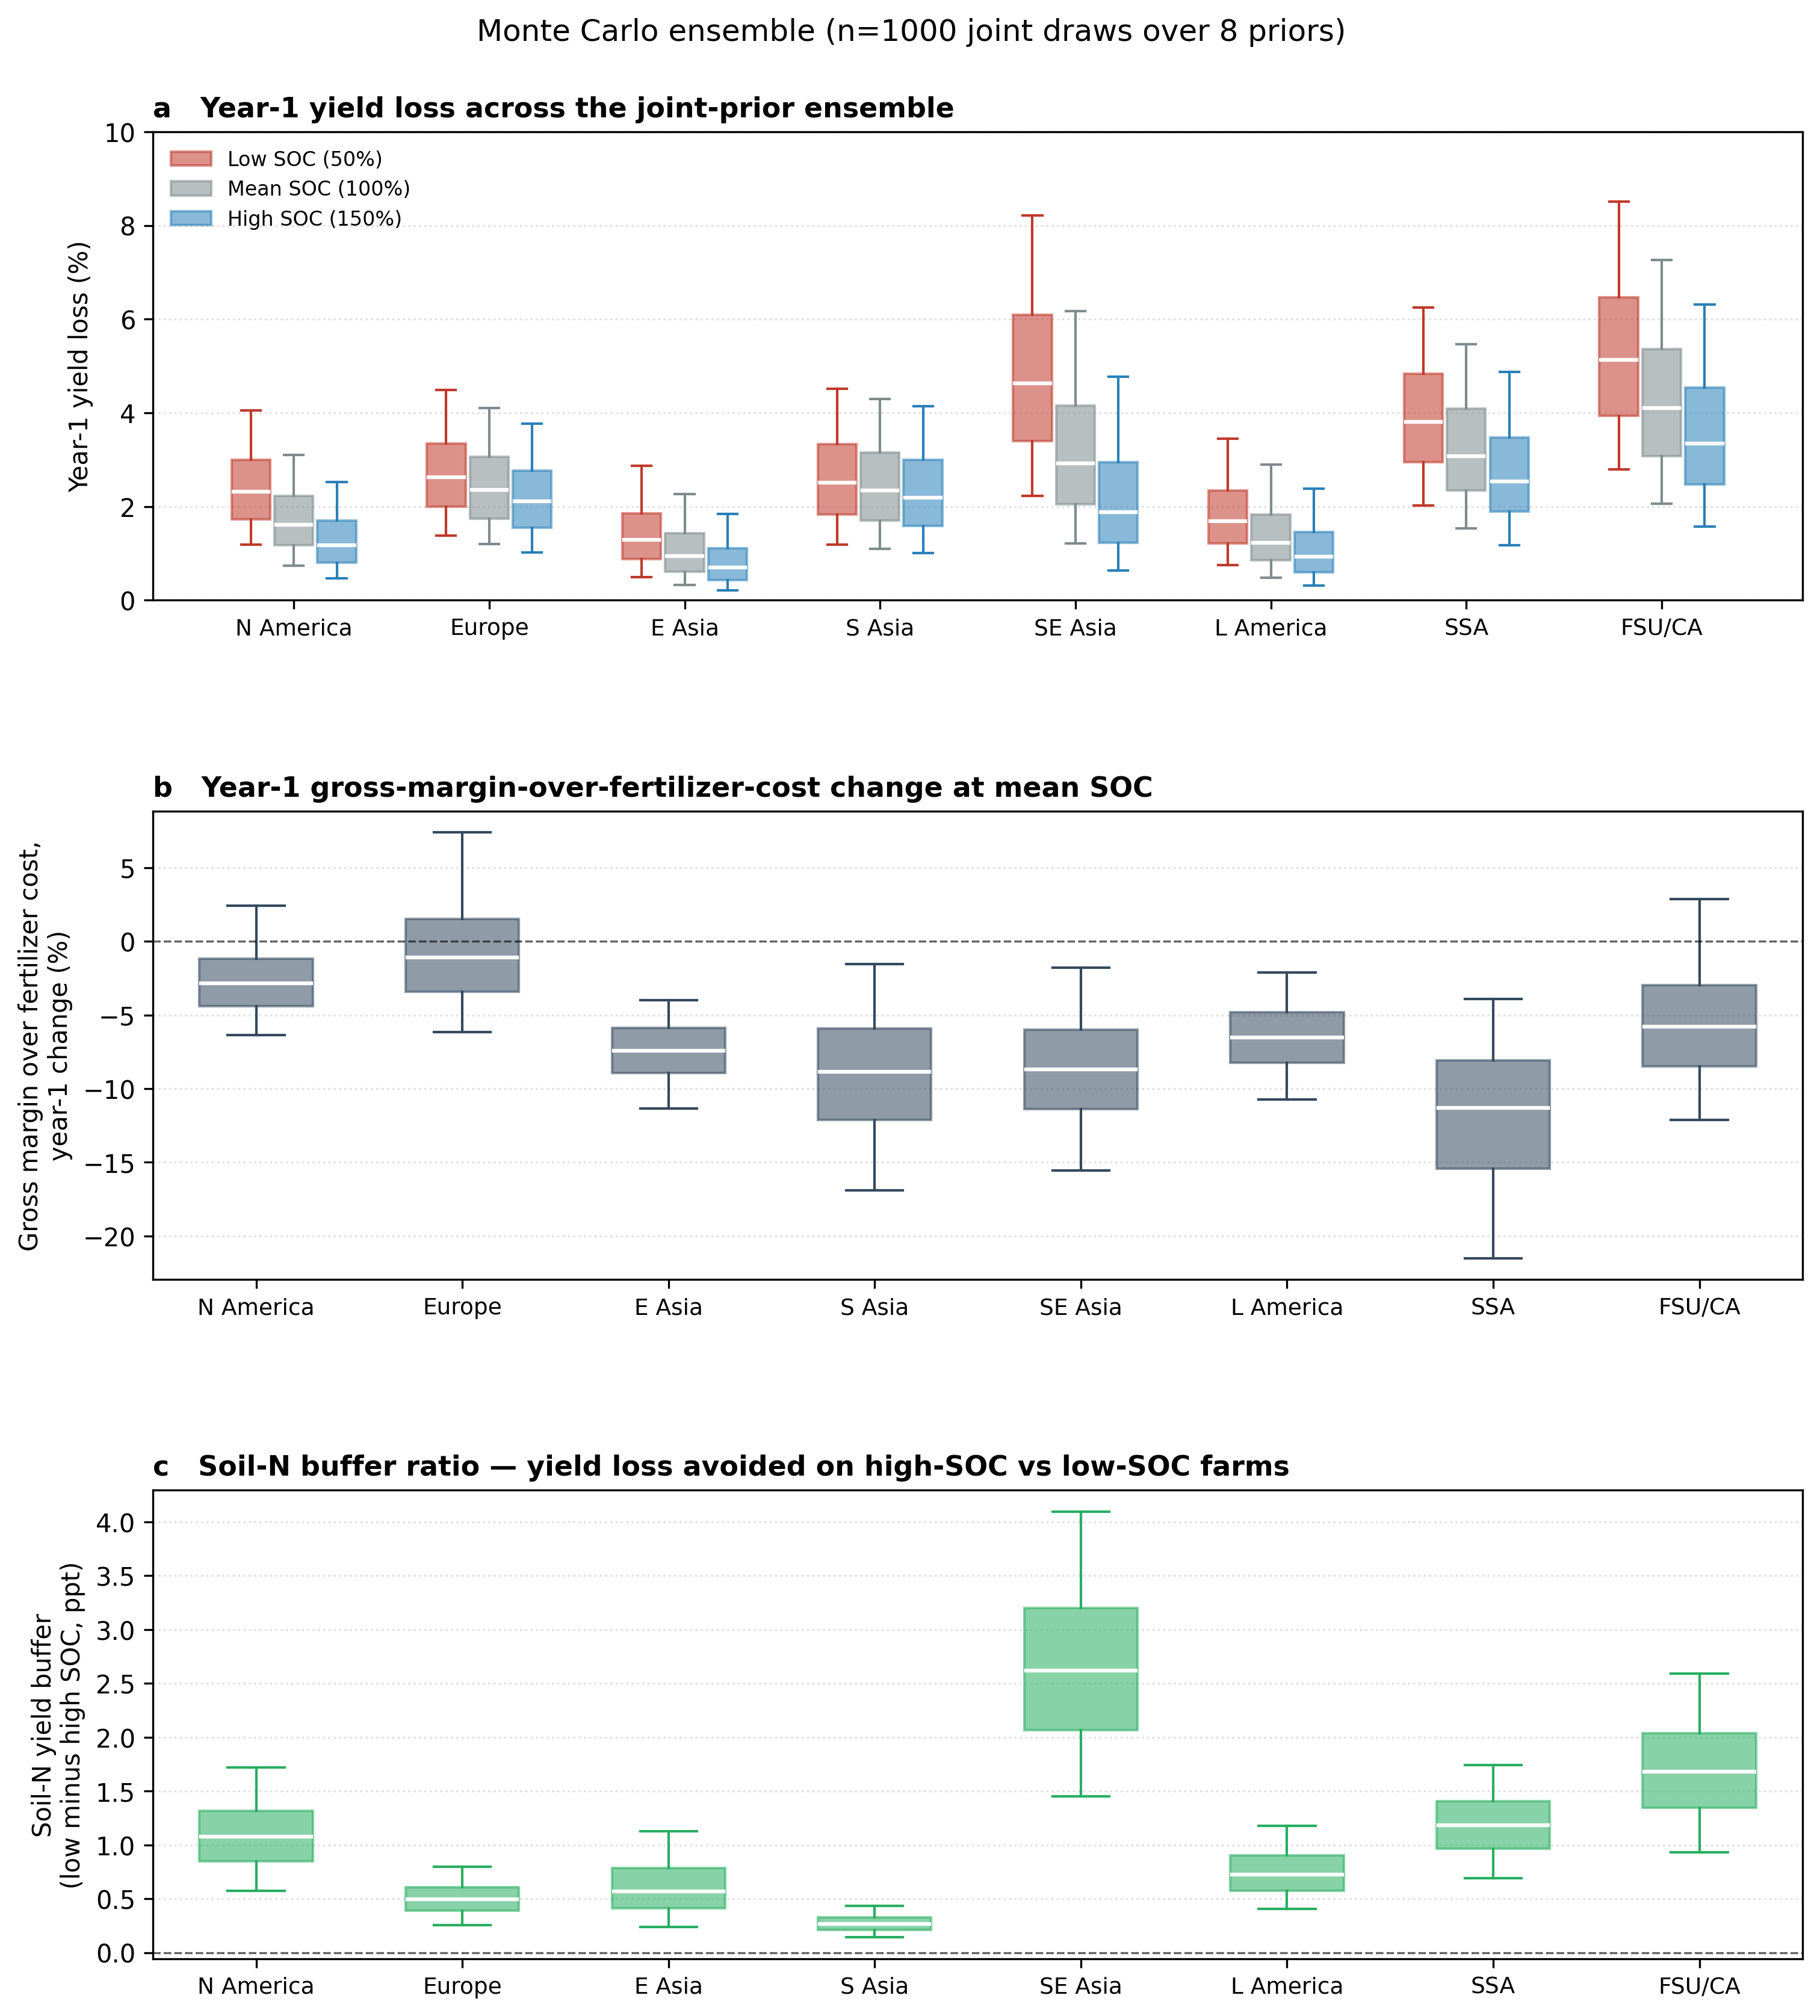 Monte Carlo ensemble (n=1000 joint draws over 8 priors)
a Year-1 yield loss across the joint-prior ensemble
Year-1 yield loss (%)
10
8
6
4
2
0
Low SOC (50%)
Mean SOC (100%)
High SOC (150%)
N America Europe E Asia S Asia SE Asia L America SSA FSU/CA
b Year-1 gross-margin-over-fertilizer-cost change at mean SOC
Gross margin over fertilizer cost,
year-1 change (%)
5
0
−5
−10
−15
−20
N America Europe E Asia S Asia SE Asia L America SSA FSU/CA
c Soil-N buffer ratio — yield loss avoided on high-SOC vs low-SOC farms
Soil-N yield buffer
(low minus high SOC, ppt)
4.0
3.5
3.0
2.5
2.0
1.5
1.0
0.5
0.0
N America Europe E Asia S Asia SE Asia L America SSA FSU/CA